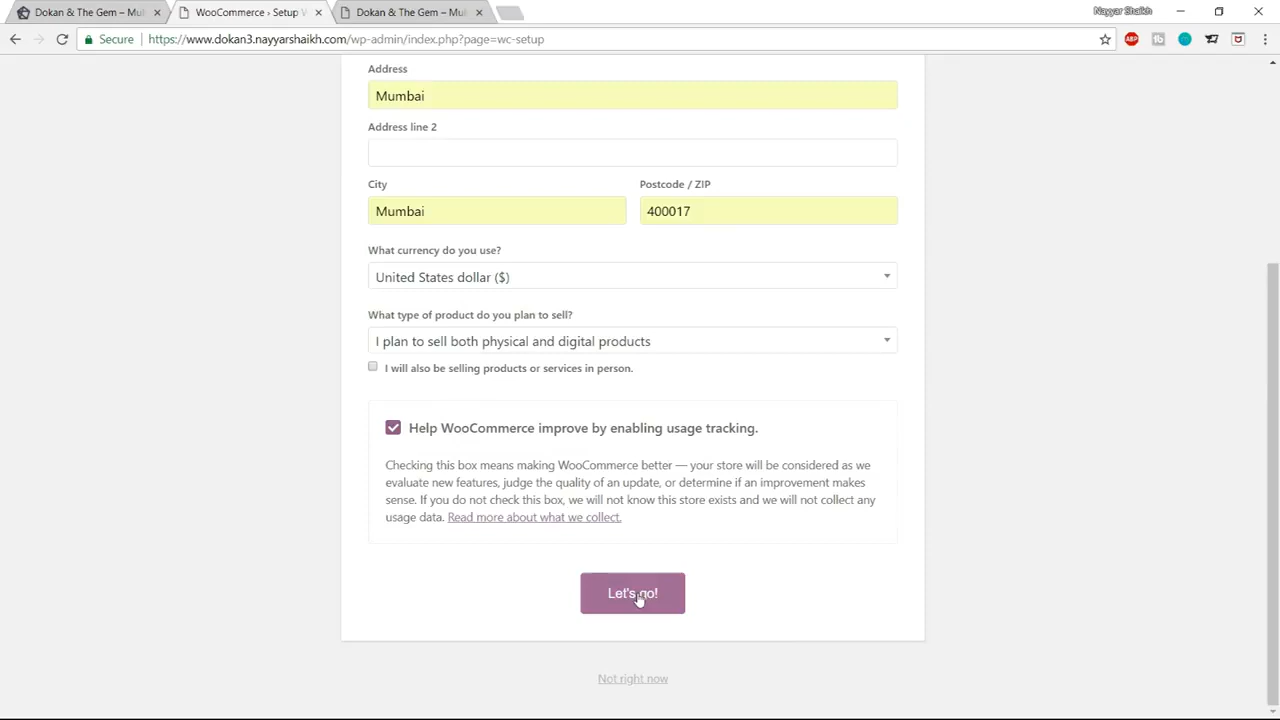 Dokan & The Gem – Mul
WooCommerce › Setup W
Dokan & The Gem – Mul
Nayyar Shaikh
Secure
https://www.dokan3.nayyarshaikh.com/wp-admin/index.php?page=wc-setup
ABP
Address
Mumbai
Address line 2
City
Postcode / ZIP
Mumbai
400017
What currency do you use?
United States dollar ($)
What type of product do you plan to sell?
I plan to sell both physical and digital products
I will also be selling products or services in person.
Help WooCommerce improve by enabling usage tracking.
Checking this box means making WooCommerce better — your store will be considered as we
evaluate new features, judge the quality of an update, or determine if an improvement makes
sense. If you do not check this box, we will not know this store exists and we will not collect any
usage data. Read more about what we collect.
Let's go!
Not right now